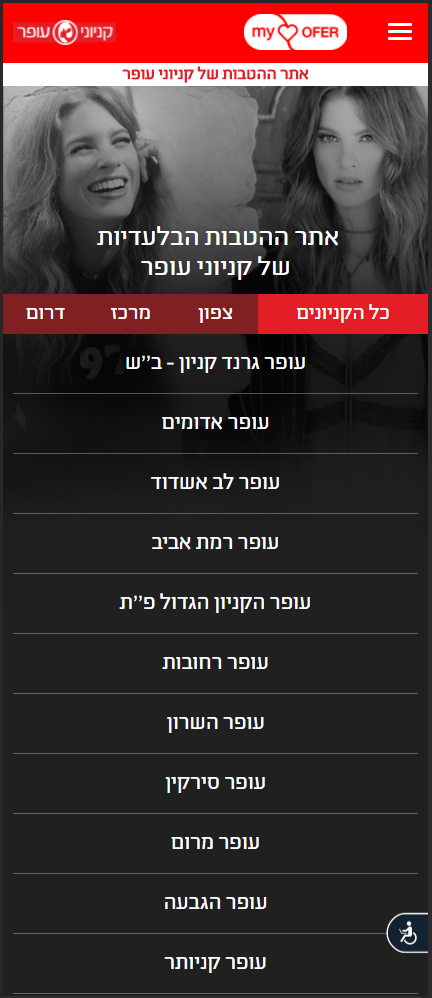 קניוני עופר
my OFER
אתר ההטבות של קניוני עופר
אתר ההטבות הבלעדיות
של קניוני עופר
כל הקניונים
צפון
מרכז
דרום
עופר גרנד קניון - ב''ש
עופר אדומים
עופר לב אשדוד
עופר רמת אביב
עופר הקניון הגדול פ''ת
עופר רחובות
עופר השרון
עופר סירקין
עופר מרום
עופר הגבעה
עופר קניותר